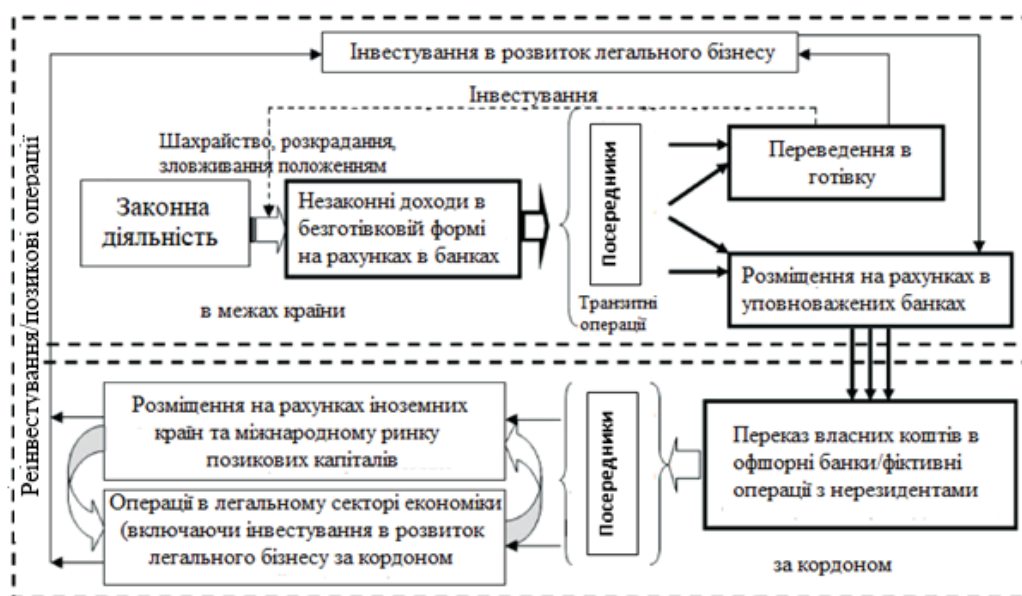 Інвестування в розвиток легального бізнесу
Інвестування
Шахрайство, розкрадання,
зловживання положенням
Законна
діяльність
Незаконні доходи в
безготівковій формі
на рахунках в банках
Посередники
Транзитні
операції
Переведення в
готівку
Розміщення на рахунках в
уповноважених банках
в межах країни
Реінвестування/позикові операції
Розміщення на рахунках іноземних
країн та міжнародному ринку
позикових капіталів
Операції в легальному секторі економіки
(включаючи інвестування в розвиток
легального бізнесу за кордоном
Посередники
Переказ власних коштів в
офшорні банки/фіктивні
операції з нерезидентами
за кордоном